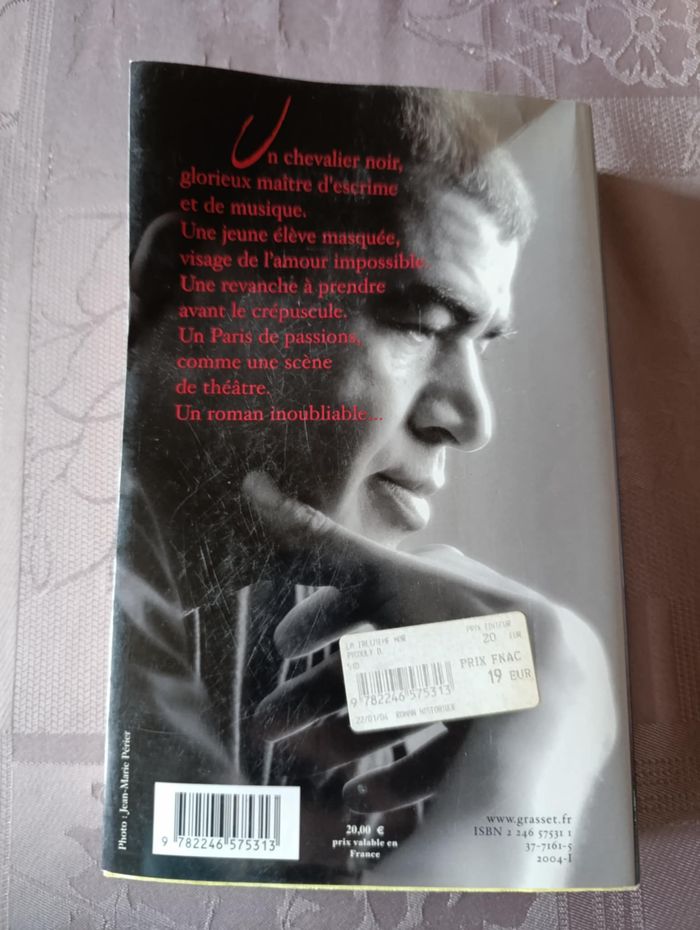 Un chevalier noir,
glorieux maître d'escrime
et de musique.
Une jeune élève masquée,
visage de l'amour impossible.
Une revanche à prendre
avant le crépuscule.
Un Paris de passions,
comme une scène
de théâtre.
Un roman inoubliable...
PRIX EDITEUR
20 EUR
PRIX FNAC
19 EUR
9 782246 575313
22/01/04 ROMAN HISTORIQUE
Photo : Jean-Marie Périer
9 782246 575313
20,00 €
prix valable en
France
www.grasset.fr
ISBN 2 246 57531 1
37-7161-5
2004-I